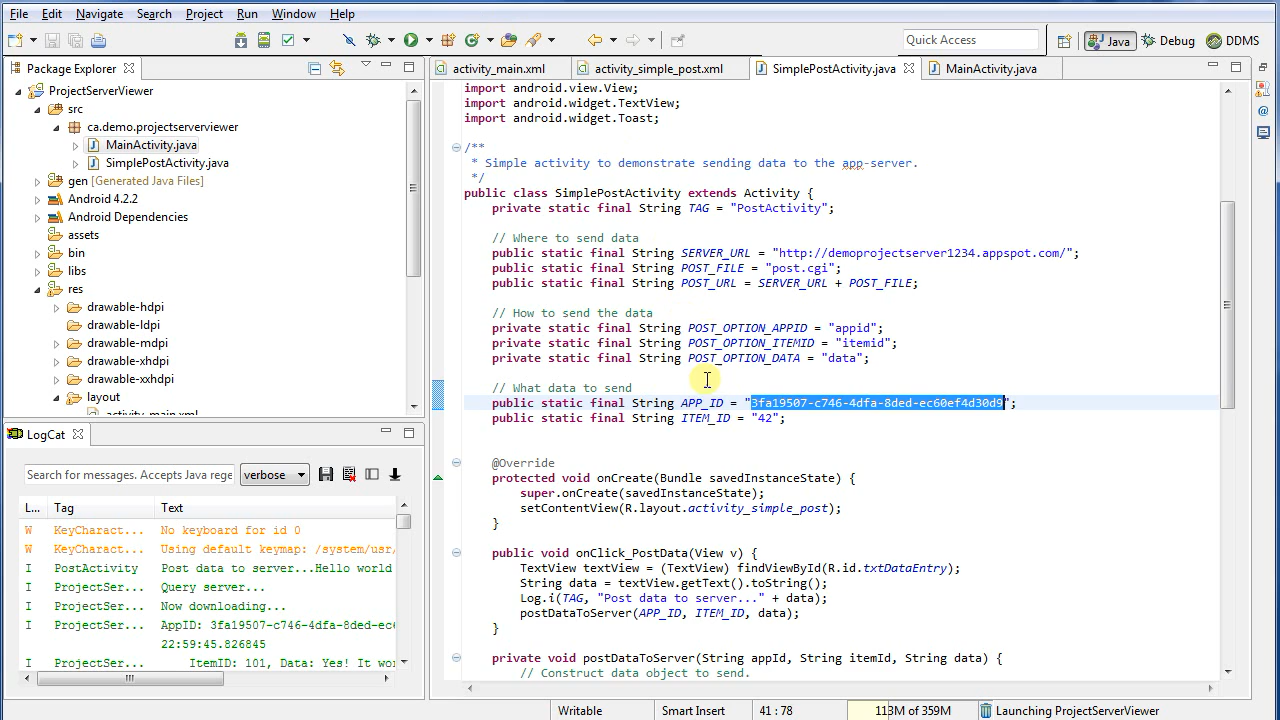 File Edit Navigate Search Project Run Window Help
Quick Access
Java Debug DDMS
Package Explorer
ProjectServerViewer
src
ca.demo.projectserverviewer
MainActivity.java
SimplePostActivity.java
gen [Generated Java Files]
Android 4.2.2
Android Dependencies
assets
bin
libs
res
drawable-hdpi
drawable-ldpi
drawable-mdpi
drawable-xhdpi
drawable-xxhdpi
layout
activity_main.xml
LogCat
Search for messages. Accepts Java rege
verbose
L... Tag Text
W KeyCharact... No keyboard for id 0
W KeyCharact... Using default keymap: /system/usr/
I PostActivity Post data to server...Hello world
I ProjectSer... Query server...
I ProjectSer... Now downloading...
I ProjectSer... AppID: 3fa19507-c746-4dfa-8ded-ec6
22:59:45.826845
I ProjectSer... ItemID: 101, Data: Yes! It wor
activity_main.xml activity_simple_post.xml SimplePostActivity.java MainActivity.java
import android.view.View;
import android.widget.TextView;
import android.widget.Toast;
/**
* Simple activity to demonstrate sending data to the app-server.
*/
public class SimplePostActivity extends Activity {
private static final String TAG = "PostActivity";
// Where to send data
public static final String SERVER_URL = "http://demoprojectserver1234.appspot.com/";
public static final String POST_FILE = "post.cgi";
public static final String POST_URL = SERVER_URL + POST_FILE;
// How to send the data
private static final String POST_OPTION_APPID = "appid";
private static final String POST_OPTION_ITEMID = "itemid";
private static final String POST_OPTION_DATA = "data";
// What data to send
public static final String APP_ID = "3fa19507-c746-4dfa-8ded-ec60ef4d30d9";
public static final String ITEM_ID = "42";
@Override
protected void onCreate(Bundle savedInstanceState) {
super.onCreate(savedInstanceState);
setContentView(R.layout.activity_simple_post);
}
public void onClick_PostData(View v) {
TextView textView = (TextView) findViewById(R.id.txtDataEntry);
String data = textView.getText().toString();
Log.i(TAG, "Post data to server..." + data);
postDataToServer(APP_ID, ITEM_ID, data);
}
private void postDataToServer(String appId, String itemId, String data) {
// Construct data object to send.
Writable Smart Insert 41 : 78 113M of 359M Launching ProjectServerViewer